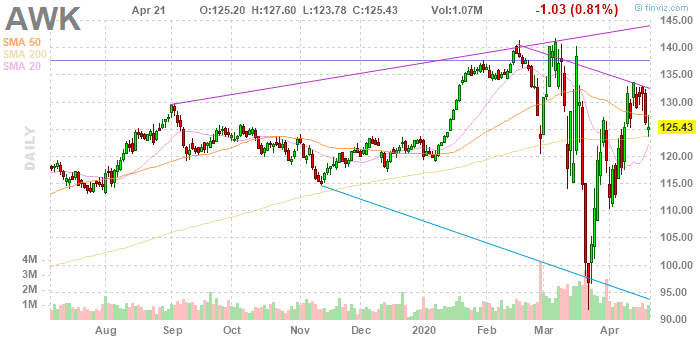 AWK
Apr 21
O:125.20 H:127.60 L:123.78 C:125.43
Vol:1.07M
-1.03 (0.81%)
© finviz.com
SMA 50
SMA 200
SMA 20
DAILY
145.00
140.00
135.00
130.00
125.43
120.00
115.00
110.00
105.00
100.00
95.00
90.00
4M
3M
2M
1M
Aug
Sep
Oct
Nov
Dec
2020
Feb
Mar
Apr